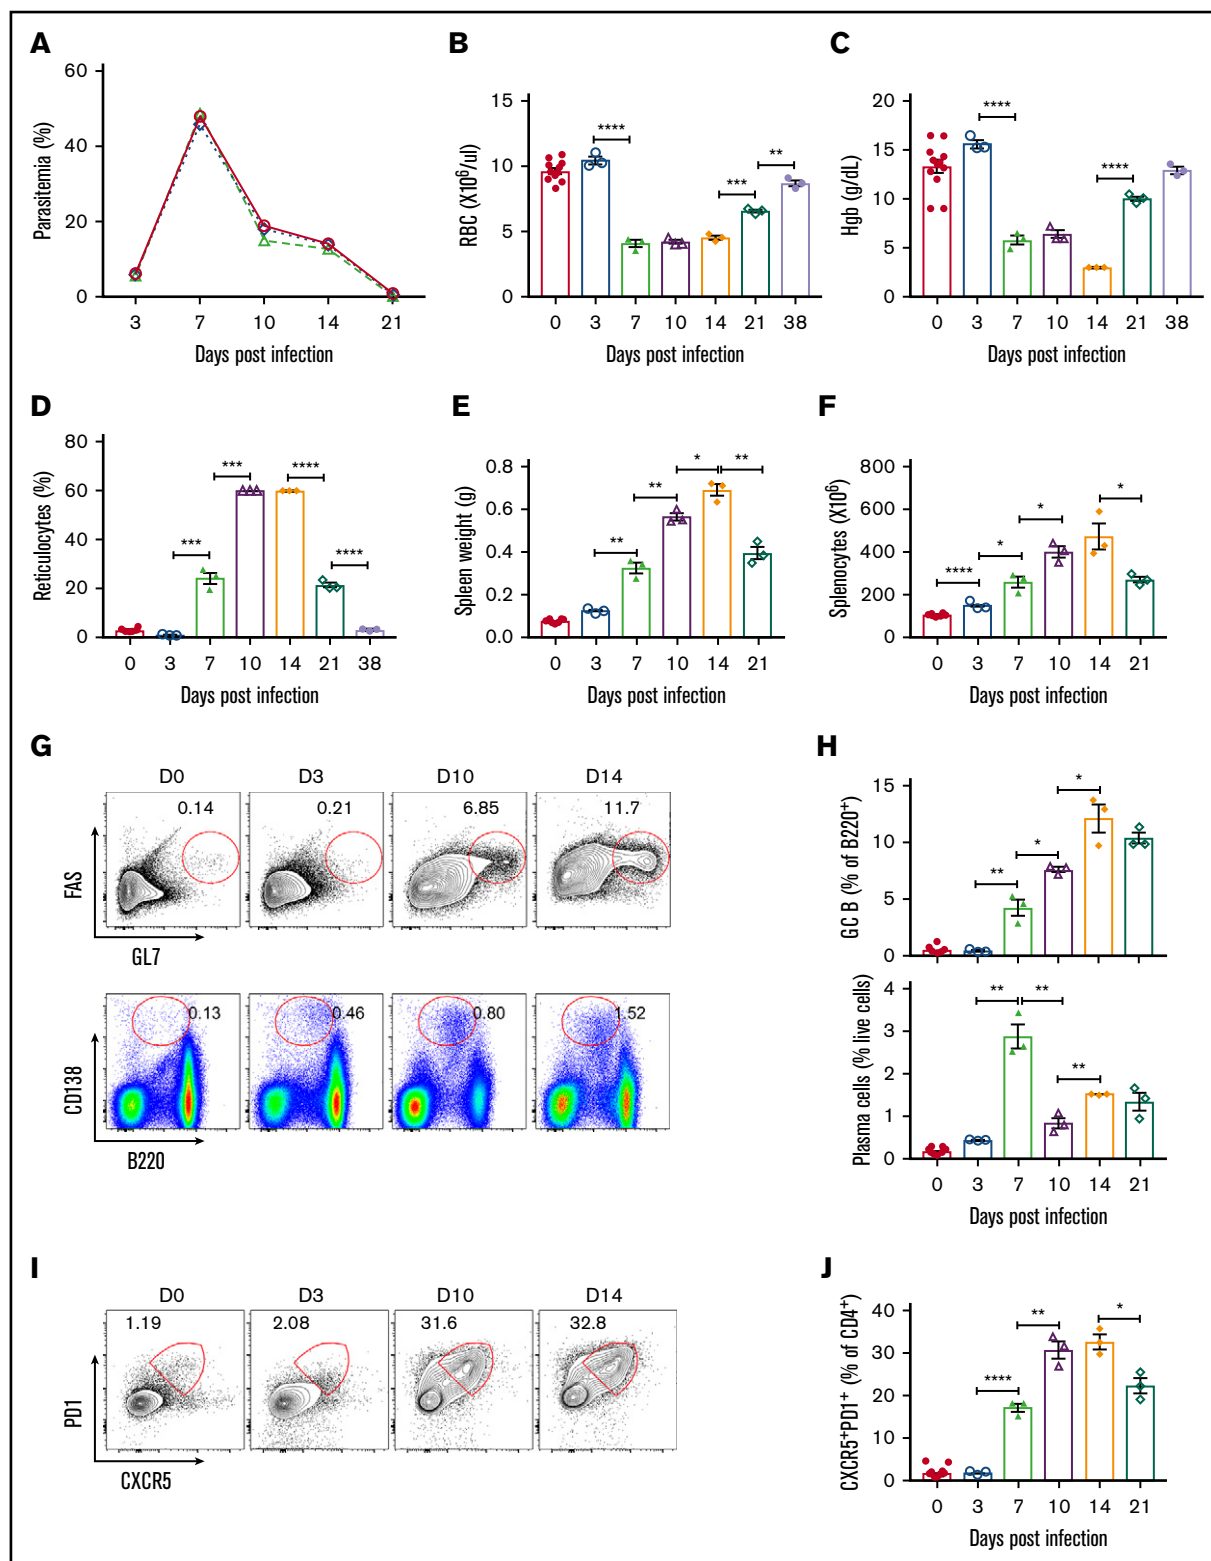 A
Parasitemia (%)
60
40
20
0
3 7 10 14 21
Days post infection
B
RBC (X10⁶/ul)
15
10
5
0
**** *** **
0 3 7 10 14 21 38
Days post infection
C
Hgb (g/dL)
20
15
10
5
0
**** ****
0 3 7 10 14 21 38
Days post infection
D
Reticulocytes (%)
80
60
40
20
0
*** *** **** ****
0 3 7 10 14 21 38
Days post infection
E
Spleen weight (g)
0.8
0.6
0.4
0.2
0.0
** ** * **
0 3 7 10 14 21
Days post infection
F
Splenocytes (X10⁶)
800
600
400
200
0
**** * * *
0 3 7 10 14 21
Days post infection
G
D0 D3 D10 D14
0.14 0.21 6.85 11.7
FAS
GL7
0.13 0.46 0.80 1.52
CD138
B220
H
GC B (% of B220⁺)
15
10
5
0
** * *
Plasma cells (% live cells)
4
3
2
1
0
** ** **
0 3 7 10 14 21
Days post infection
I
D0 D3 D10 D14
1.19 2.08 31.6 32.8
PD1
CXCR5
J
CXCR5⁺PD1⁺ (% of CD4⁺)
40
30
20
10
0
**** ** *
0 3 7 10 14 21
Days post infection